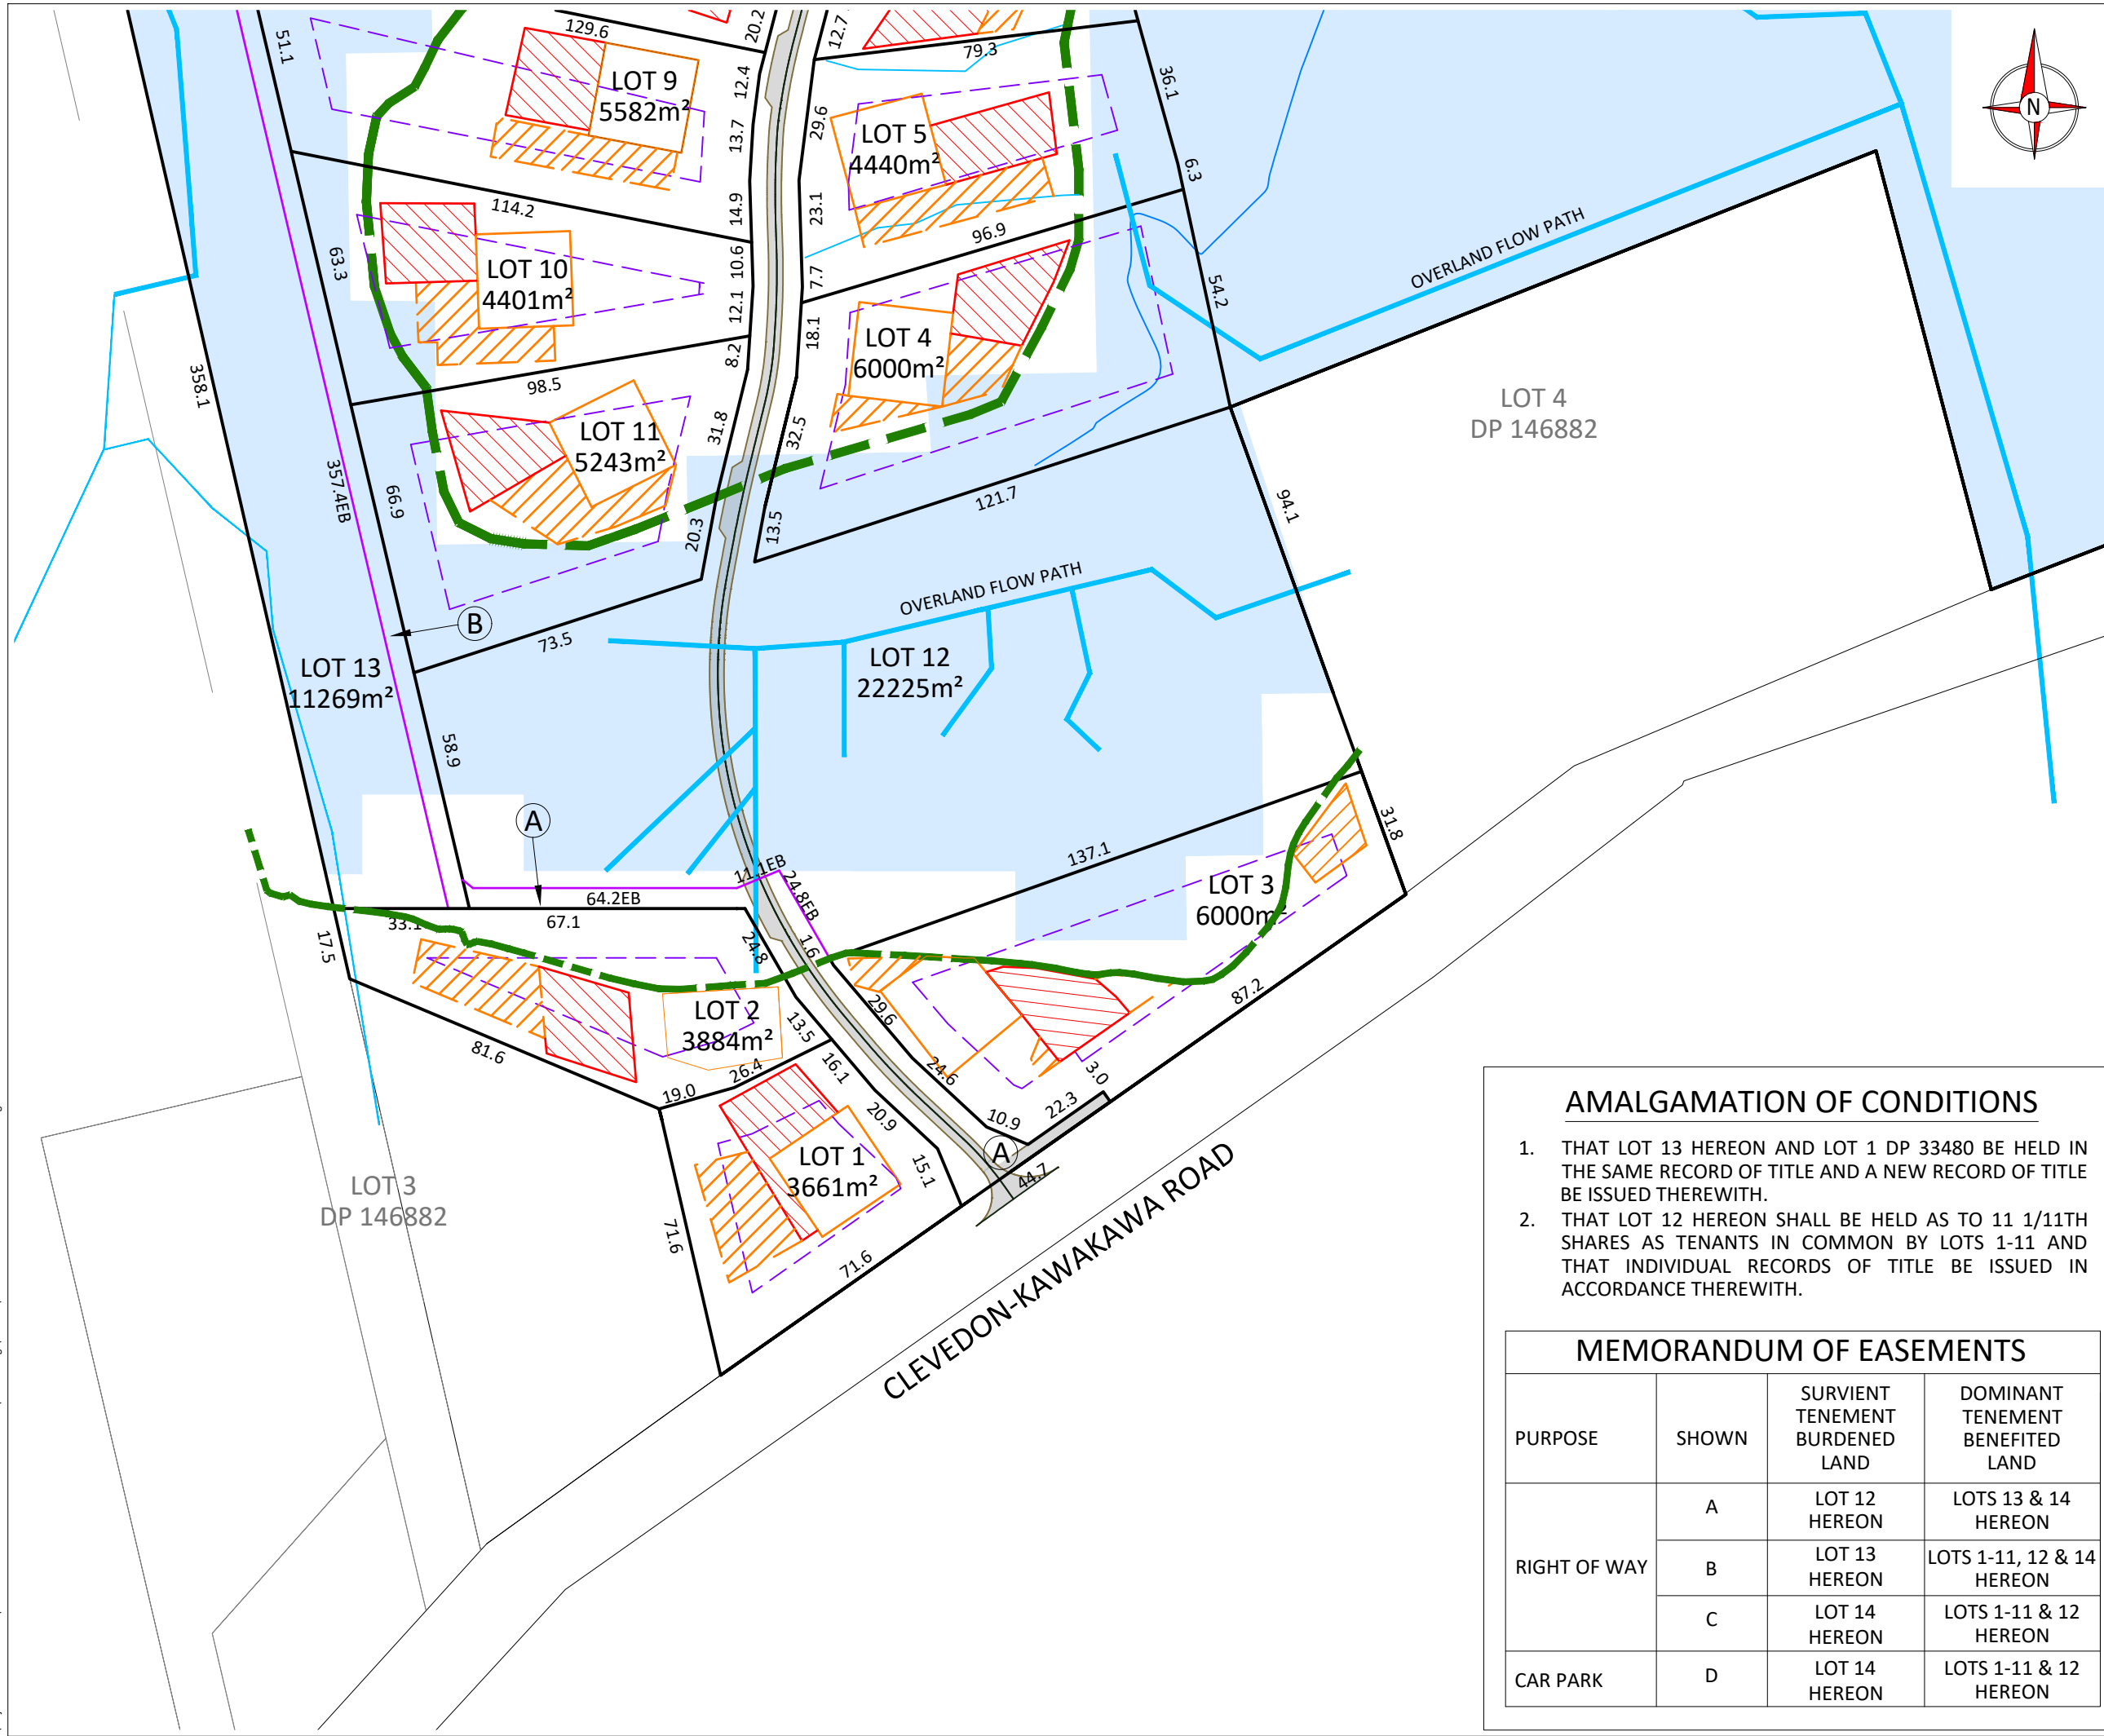 129.6
20.2
12.7
79.3
51.1
LOT 9
5582m²
12.4
13.7
29.6
LOT 5
4440m²
36.1
6.3
N
114.2
14.9
23.1
96.9
63.3
LOT 10
4401m²
10.6
12.1
7.7
54.2
OVERLAND FLOW PATH
8.2
18.1
LOT 4
6000m²
358.1
98.5
LOT 4
DP 146882
LOT 11
5243m²
31.8
32.5
357.4EB
66.9
20.3
13.5
121.7
94.1
OVERLAND FLOW PATH
B
73.5
LOT 13
11269m²
LOT 12
22225m²
58.9
A
11.1EB
24.8EB
137.1
31.8
64.2EB
LOT 3
6000m²
33.1
67.1
17.5
24.8
1.6
LOT 2
3884m²
29.6
87.2
13.5
81.6
26.4
16.1
24.6
3.0
19.0
20.9
10.9
22.3
LOT 1
3661m²
15.1
A
44.7
LOT 3
DP 146882
71.6
71.6
CLEVEDON-KAWAKAWA ROAD
AMALGAMATION OF CONDITIONS
1. THAT LOT 13 HEREON AND LOT 1 DP 33480 BE HELD IN
THE SAME RECORD OF TITLE AND A NEW RECORD OF TITLE
BE ISSUED THEREWITH.
2. THAT LOT 12 HEREON SHALL BE HELD AS TO 11 1/11TH
SHARES AS TENANTS IN COMMON BY LOTS 1-11 AND
THAT INDIVIDUAL RECORDS OF TITLE BE ISSUED IN
ACCORDANCE THEREWITH.
MEMORANDUM OF EASEMENTS
PURPOSE
SHOWN
SURVIENT
TENEMENT
BURDENED
LAND
DOMINANT
TENEMENT
BENEFITED
LAND
RIGHT OF WAY
A
LOT 12
HEREON
LOTS 13 & 14
HEREON
B
LOT 13
HEREON
LOTS 1-11, 12 & 14
HEREON
C
LOT 14
HEREON
LOTS 1-11 & 12
HEREON
CAR PARK
D
LOT 14
HEREON
LOTS 1-11 & 12
HEREON